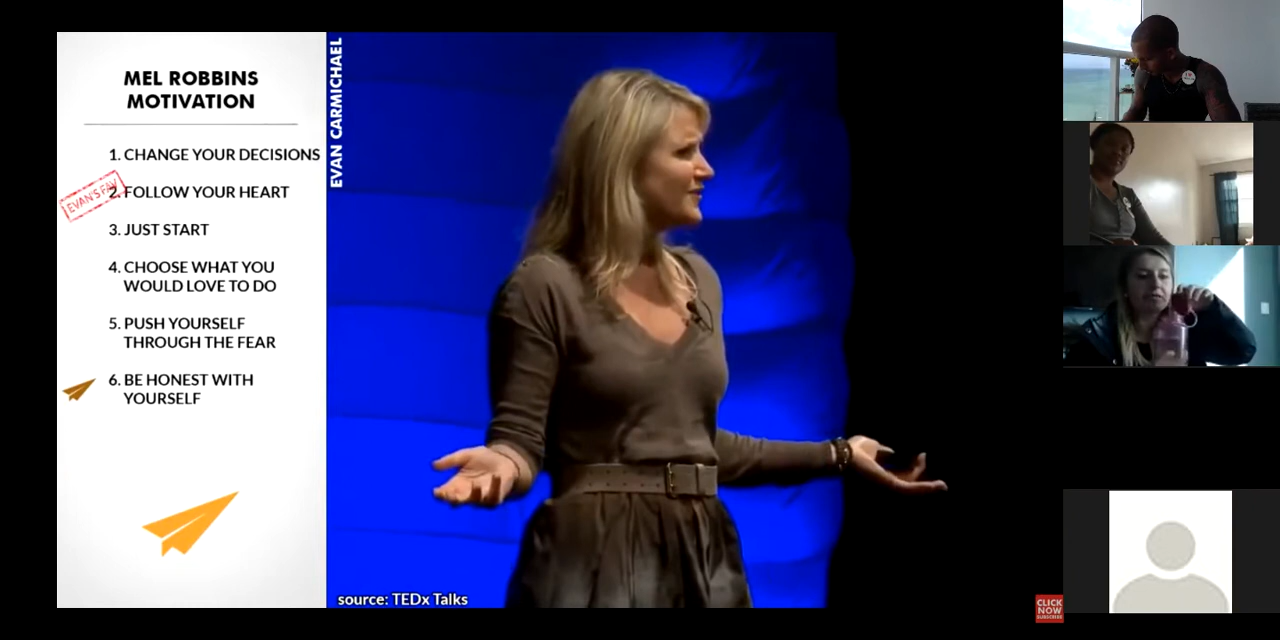 MEL ROBBINS
MOTIVATION
1. CHANGE YOUR DECISIONS
EVAN'S FAV
2. FOLLOW YOUR HEART
3. JUST START
4. CHOOSE WHAT YOU
WOULD LOVE TO DO
5. PUSH YOURSELF
THROUGH THE FEAR
6. BE HONEST WITH
YOURSELF
EVAN CARMICHAEL
source: TEDx Talks
CLICK
NOW
SUBSCRIBE